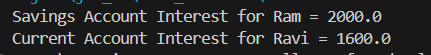 Savings Account Interest for Ram = 2000.0
Current Account Interest for Ravi = 1600.0